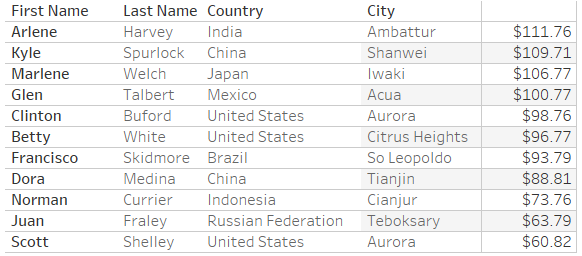 First Name Last Name Country City
Arlene Harvey India Ambattur $111.76
Kyle Spurlock China Shanwei $109.71
Marlene Welch Japan Iwaki $106.77
Glen Talbert Mexico Acua $100.77
Clinton Buford United States Aurora $98.76
Betty White United States Citrus Heights $96.77
Francisco Skidmore Brazil So Leopoldo $93.79
Dora Medina China Tianjin $88.81
Norman Currier Indonesia Cianjur $73.76
Juan Fraley Russian Federation Teboksary $63.79
Scott Shelley United States Aurora $60.82